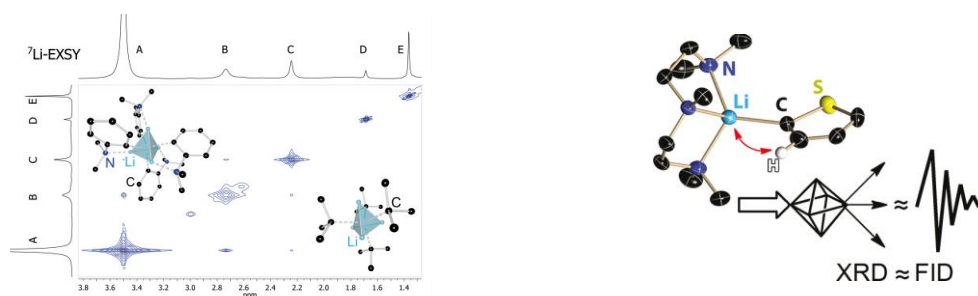 ⁷Li-EXSY
A B C D E
E
D
C
B
A
N
Li
C
C
Li
3.8 3.6 3.4 3.2 3.0 2.8 2.6 2.4 2.2 2.0 1.8 1.6 1.4
ppm
N
S
Li
C
H
≈
XRD ≈ FID